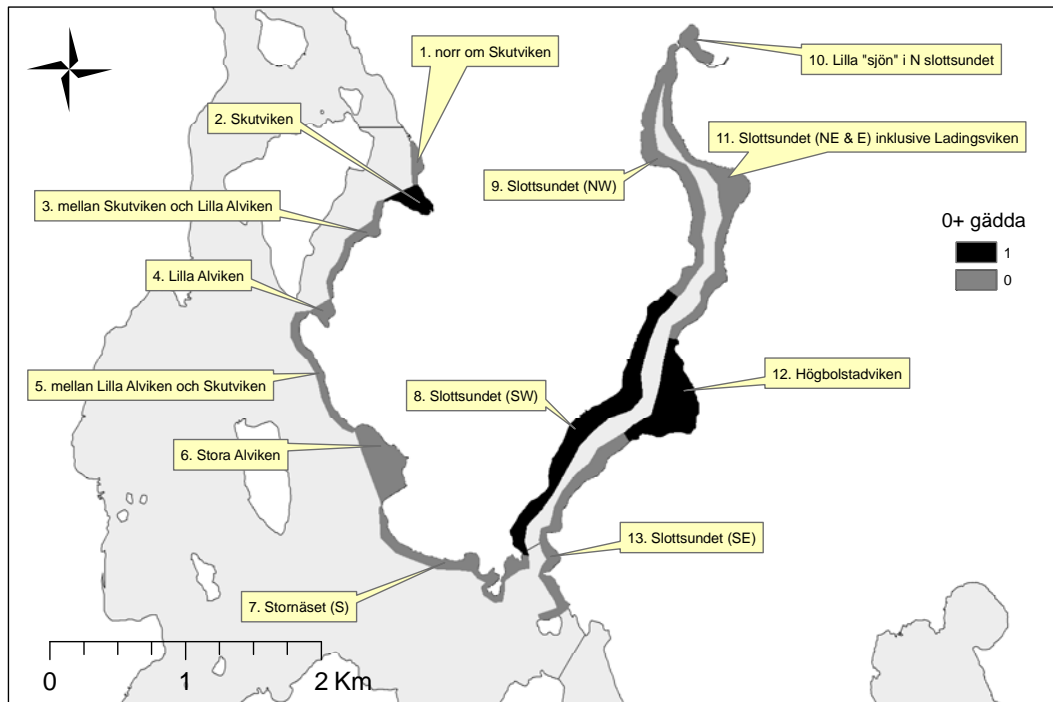 1. norr om Skutviken
2. Skutviken
3. mellan Skutviken och Lilla Alviken
4. Lilla Alviken
5. mellan Lilla Alviken och Skutviken
6. Stora Alviken
7. Stornäset (S)
8. Slottsundet (SW)
9. Slottsundet (NW)
10. Lilla "sjön" i N slottsundet
11. Slottsundet (NE & E) inklusive Ladingsviken
12. Högbolstadviken
13. Slottsundet (SE)
0+ gädda
1
0
0 1 2 Km